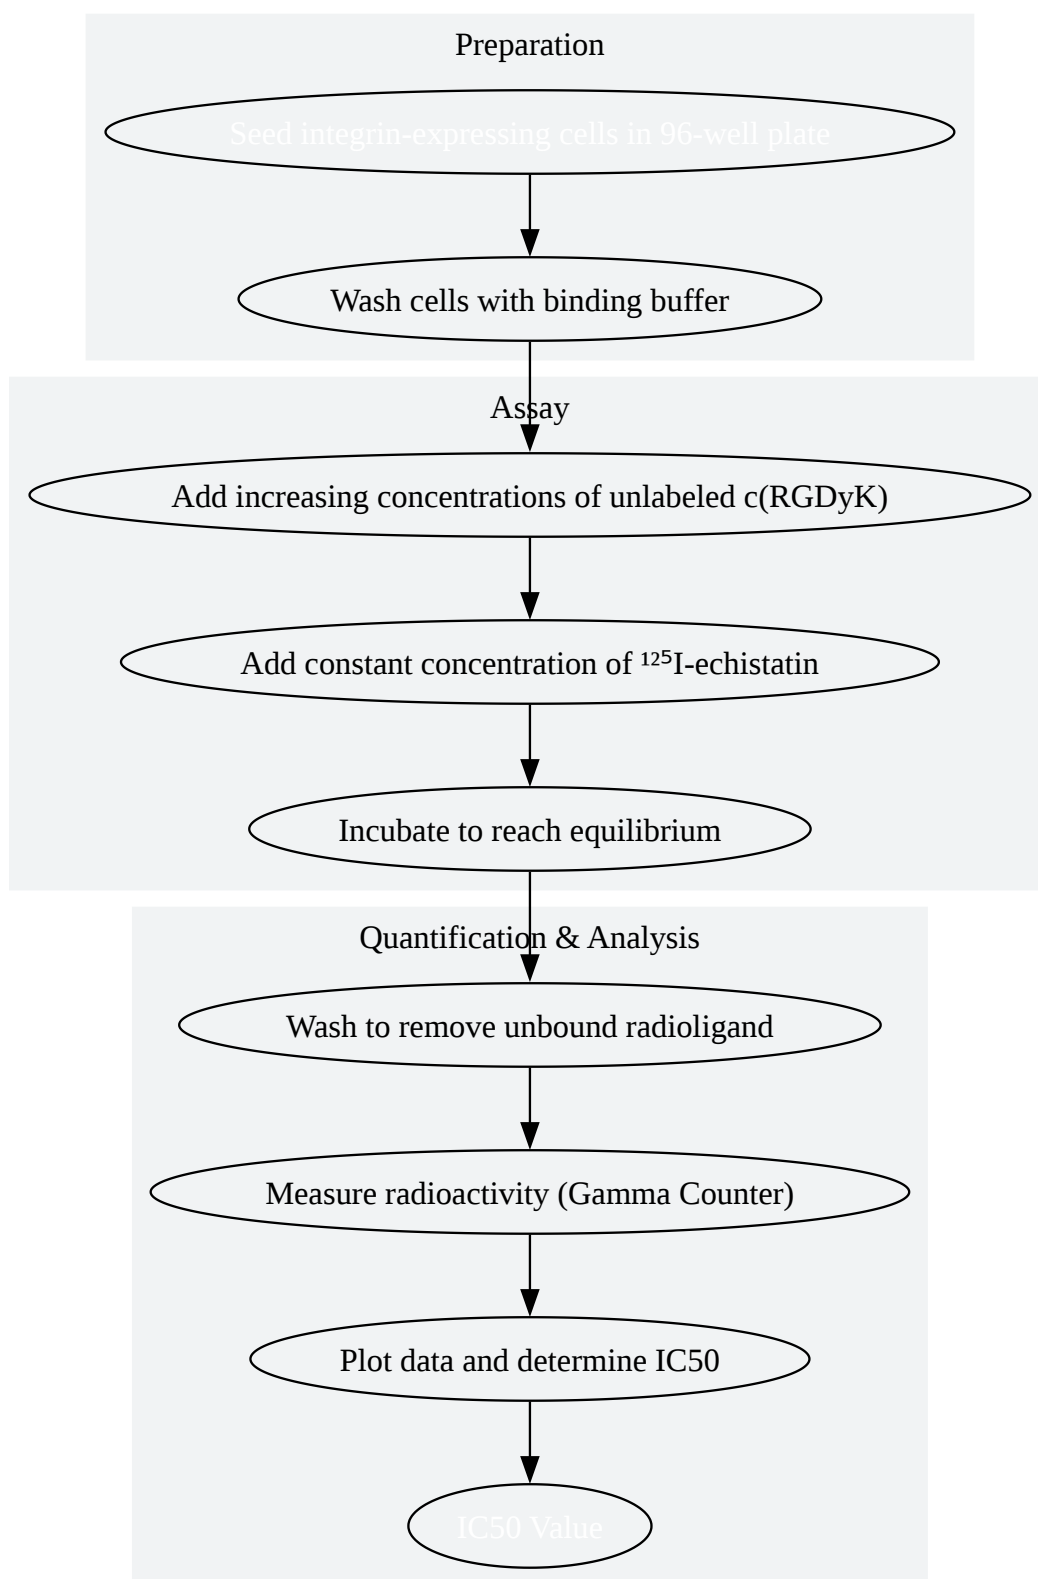 Preparation
Seed integrin-expressing cells in 96-well plate
Wash cells with binding buffer
Assay
Add increasing concentrations of unlabeled c(RGDyK)
Add constant concentration of ¹²⁵I-echistatin
Incubate to reach equilibrium
Quantification & Analysis
Wash to remove unbound radioligand
Measure radioactivity (Gamma Counter)
Plot data and determine IC50
IC50 Value